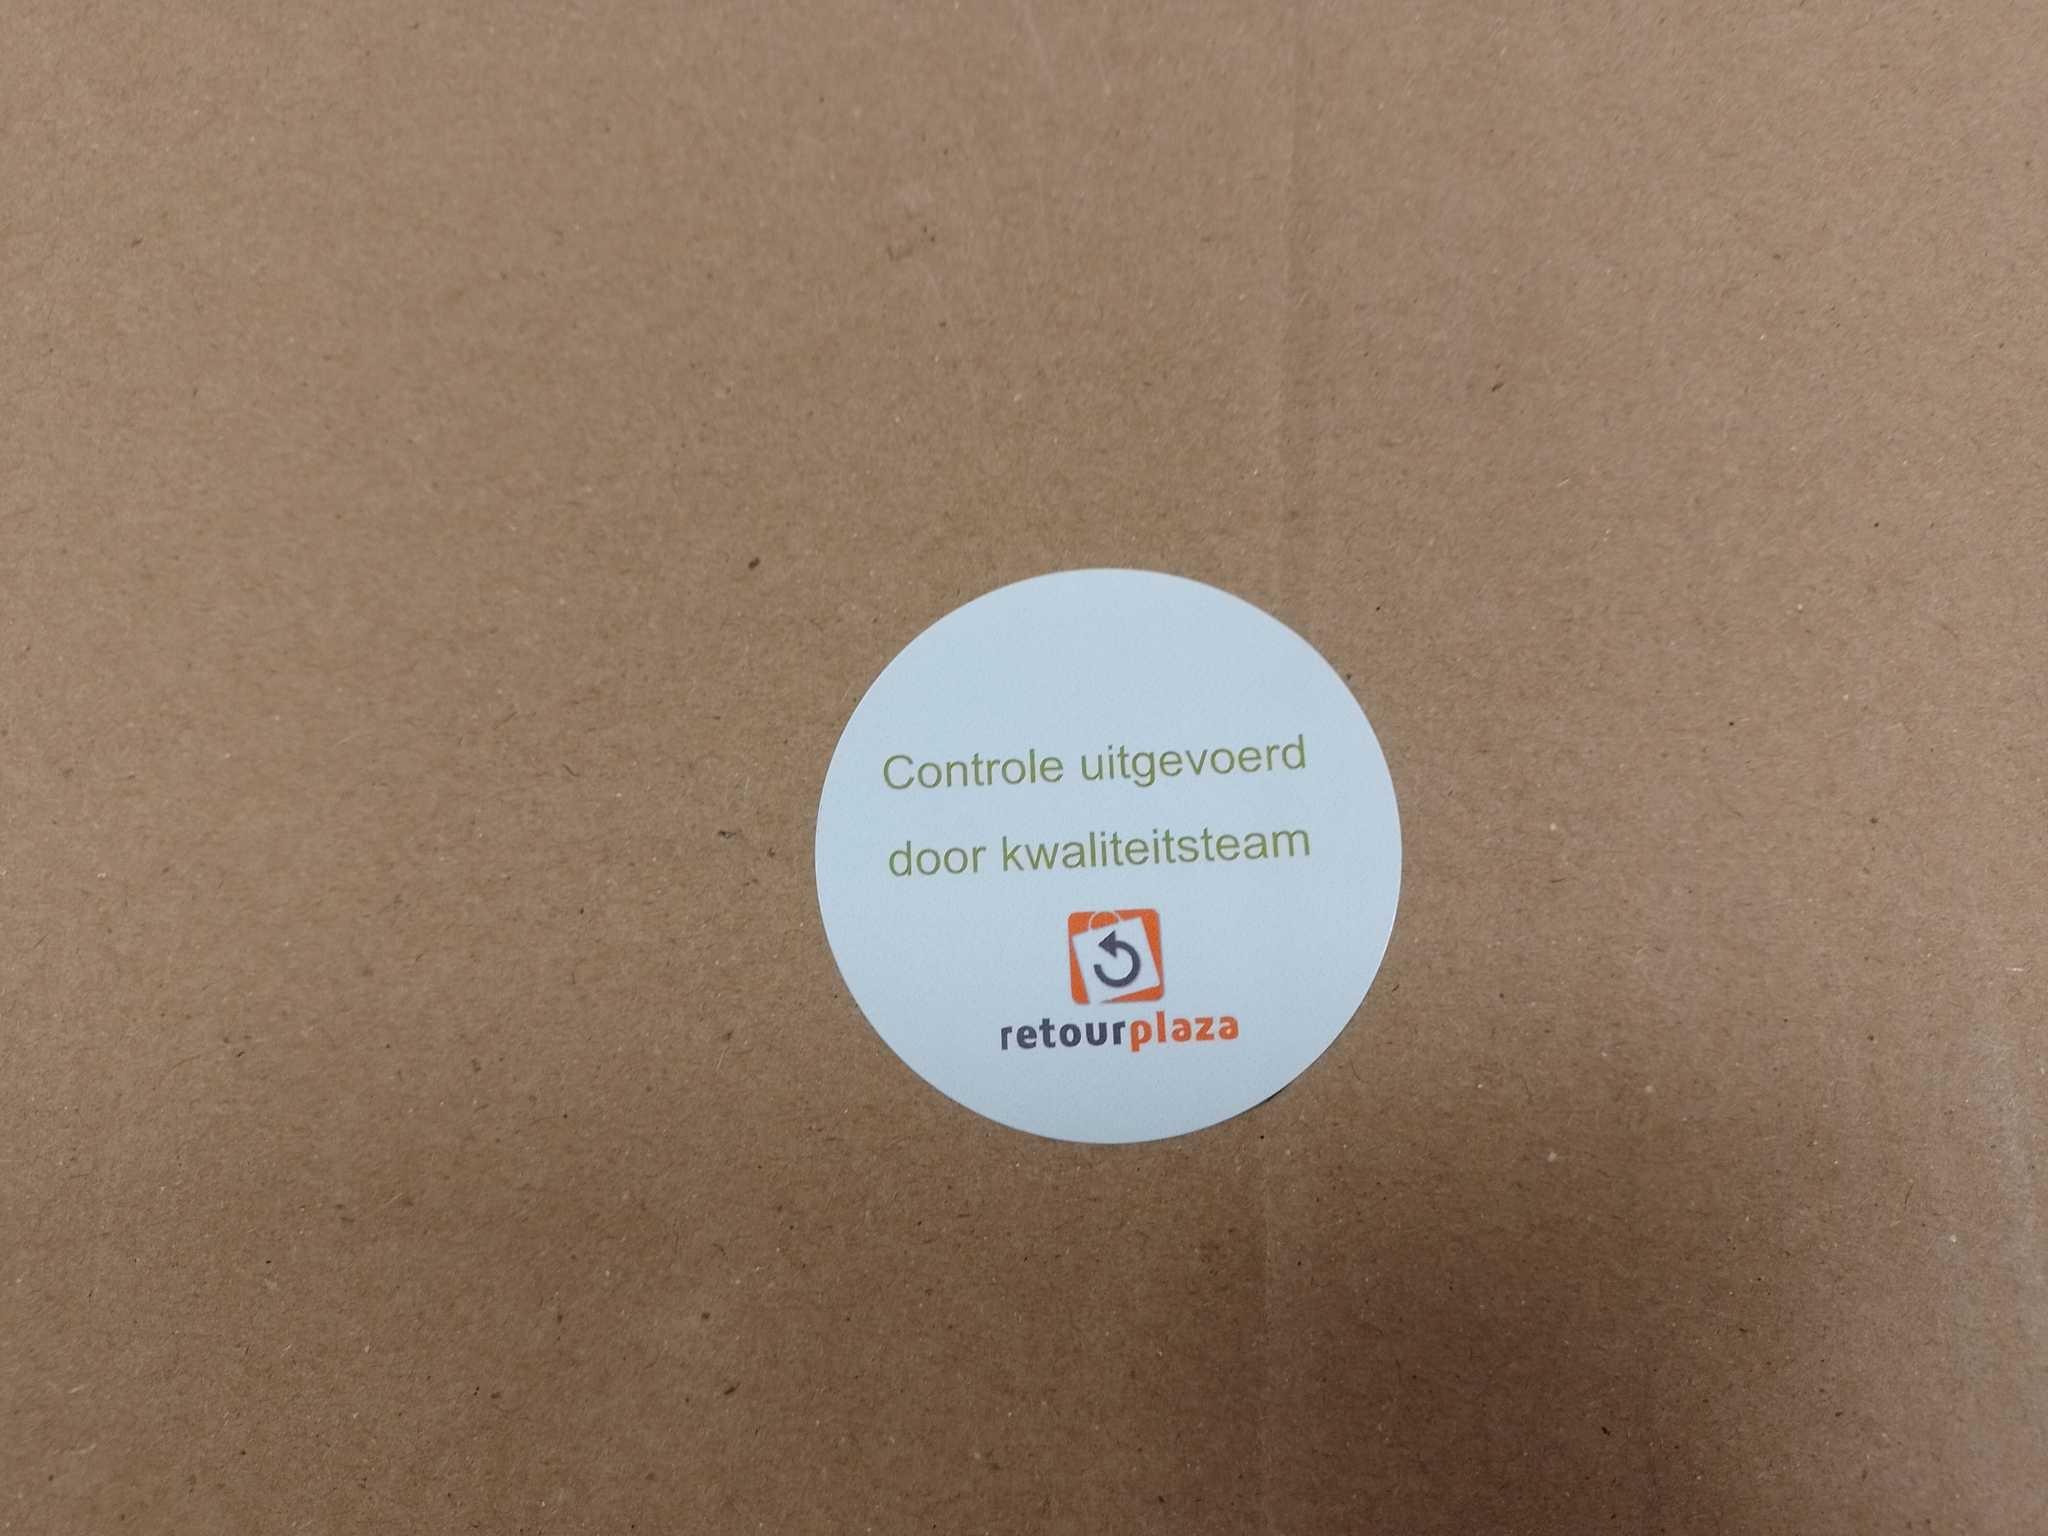 Controle uitgevoerd
door kwaliteitsteam
retourplaza